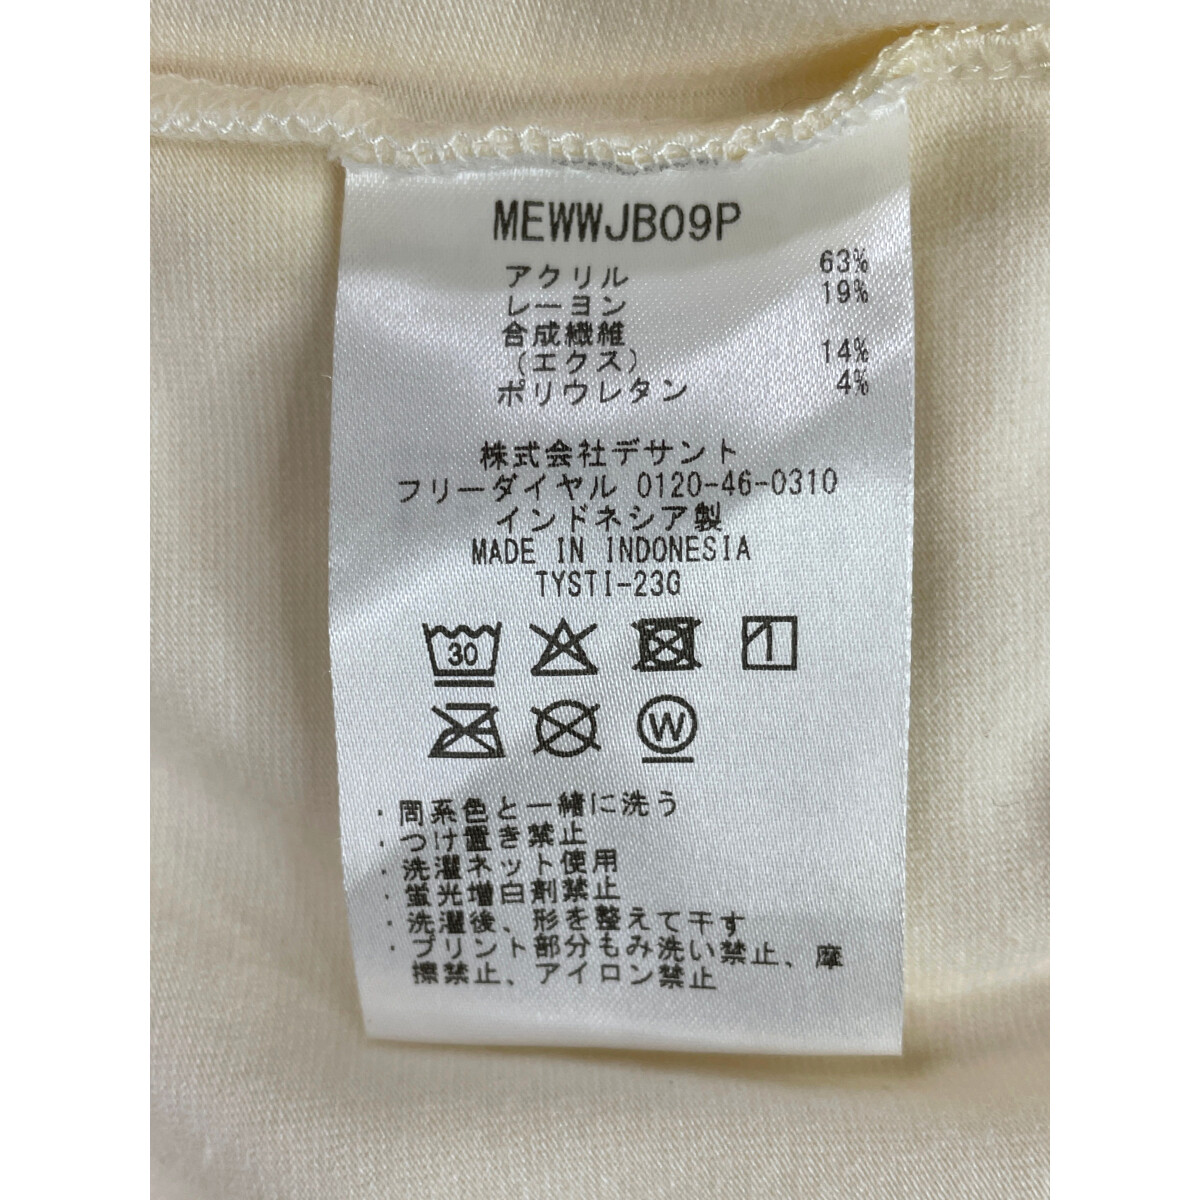 MEWWJB09P
アクリル 63%
レーヨン 19%
合成繊維
(エクス) 14%
ポリウレタン 4%
株式会社デサント
フリーダイヤル 0120-46-0310
インドネシア製
MADE IN INDONESIA
TYSTI-23G
30
W
・同系色と一緒に洗う
・つけ置き禁止
・洗濯ネット使用
・蛍光増白剤禁止
・洗濯後、形を整えて干す
・プリント部分もみ洗い禁止、摩
擦禁止、アイロン禁止